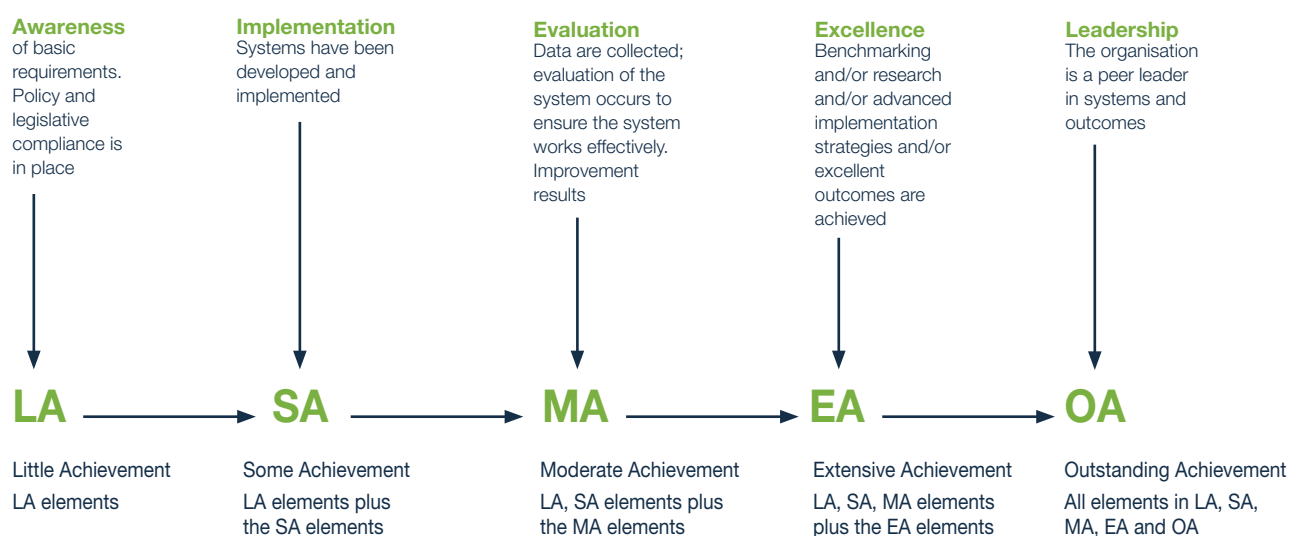 Awareness
of basic
requirements.
Policy and
legislative
compliance is
in place
Implementation
Systems have been
developed and
implemented
Evaluation
Data are collected;
evaluation of the
system occurs to
ensure the system
works effectively.
Improvement
results
Excellence
Benchmarking
and/or research
and/or advanced
implementation
strategies and/or
excellent
outcomes are
achieved
Leadership
The organisation
is a peer leader
in systems and
outcomes
LA
SA
MA
EA
OA
Little Achievement
LA elements
Some Achievement
LA elements plus
the SA elements
Moderate Achievement
LA, SA elements plus
the MA elements
Extensive Achievement
LA, SA, MA elements
plus the EA elements
Outstanding Achievement
All elements in LA, SA,
MA, EA and OA